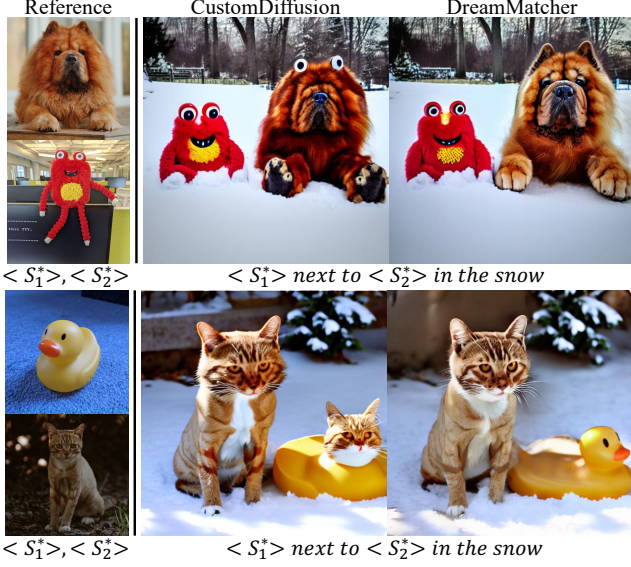 Reference CustomDiffusion DreamMatcher
< S₁* >, < S₂* > < S₁* > next to < S₂* > in the snow
< S₁* >, < S₂* > < S₁* > next to < S₂* > in the snow